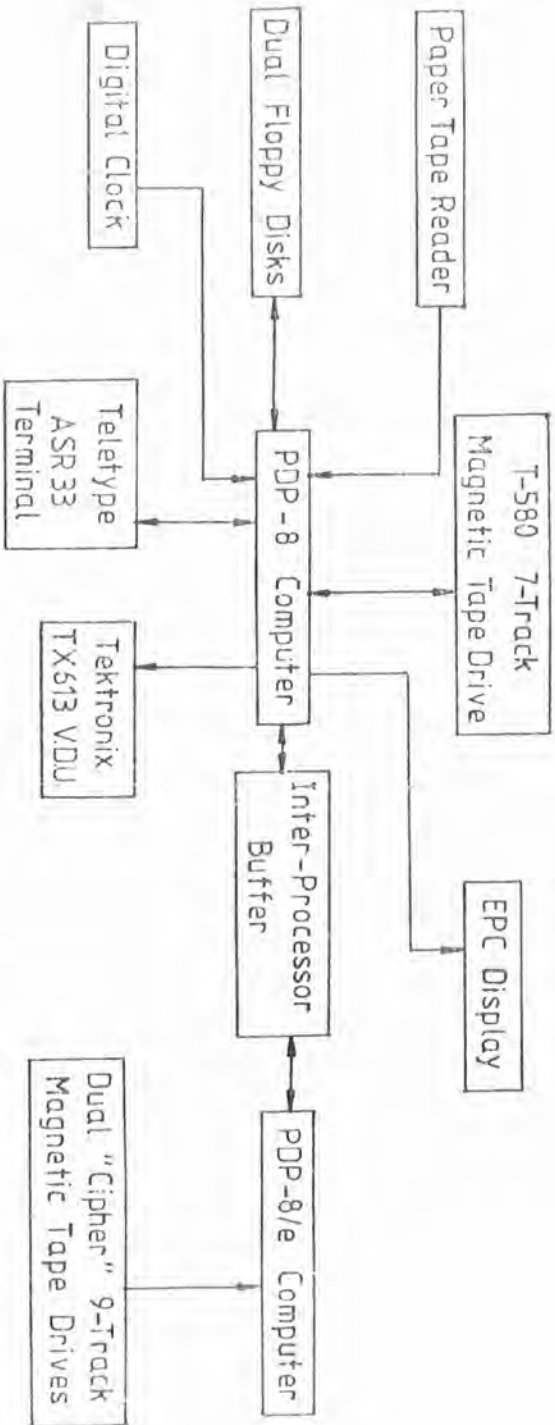 Paper Tape Reader
T-580 7-Track
Magnetic Tape Drive
EPC Display
Dual Floppy Disks
PDP-8 Computer
Inter-Processor
Buffer
PDP-8/e Computer
Digital Clock
Teletype
ASR 33
Terminal
Tektronix
TX613 V.D.U.
Dual "Cipher" 9-Track
Magnetic Tape Drives